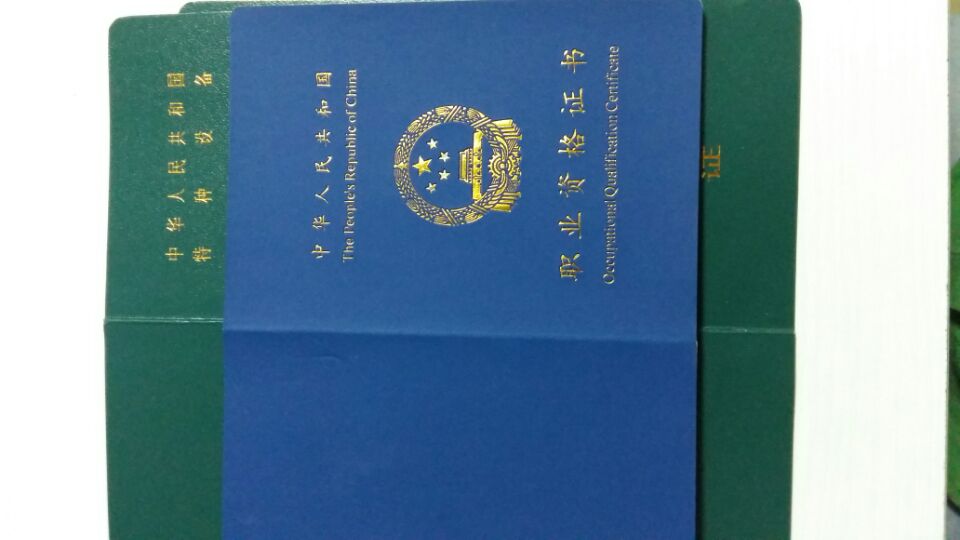 中华人民共和国
特种设备
中华人民共和国
The People's Republic of China
职业资格证书
Occupational Qualification Certificate
证